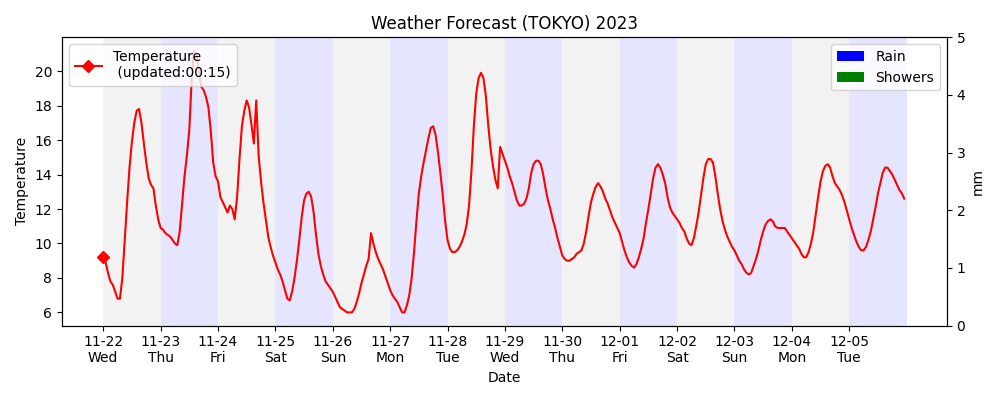 Weather Forecast (TOKYO) 2023
Temperature
(updated:00:15)
Rain
Showers
Temperature
20
18
16
14
12
10
8
6
5
4
3
2
1
0
mm
11-22 11-23 11-24 11-25 11-26 11-27 11-28 11-29 11-30 12-01 12-02 12-03 12-04 12-05
Wed Thu Fri Sat Sun Mon Tue Wed Thu Fri Sat Sun Mon Tue
Date